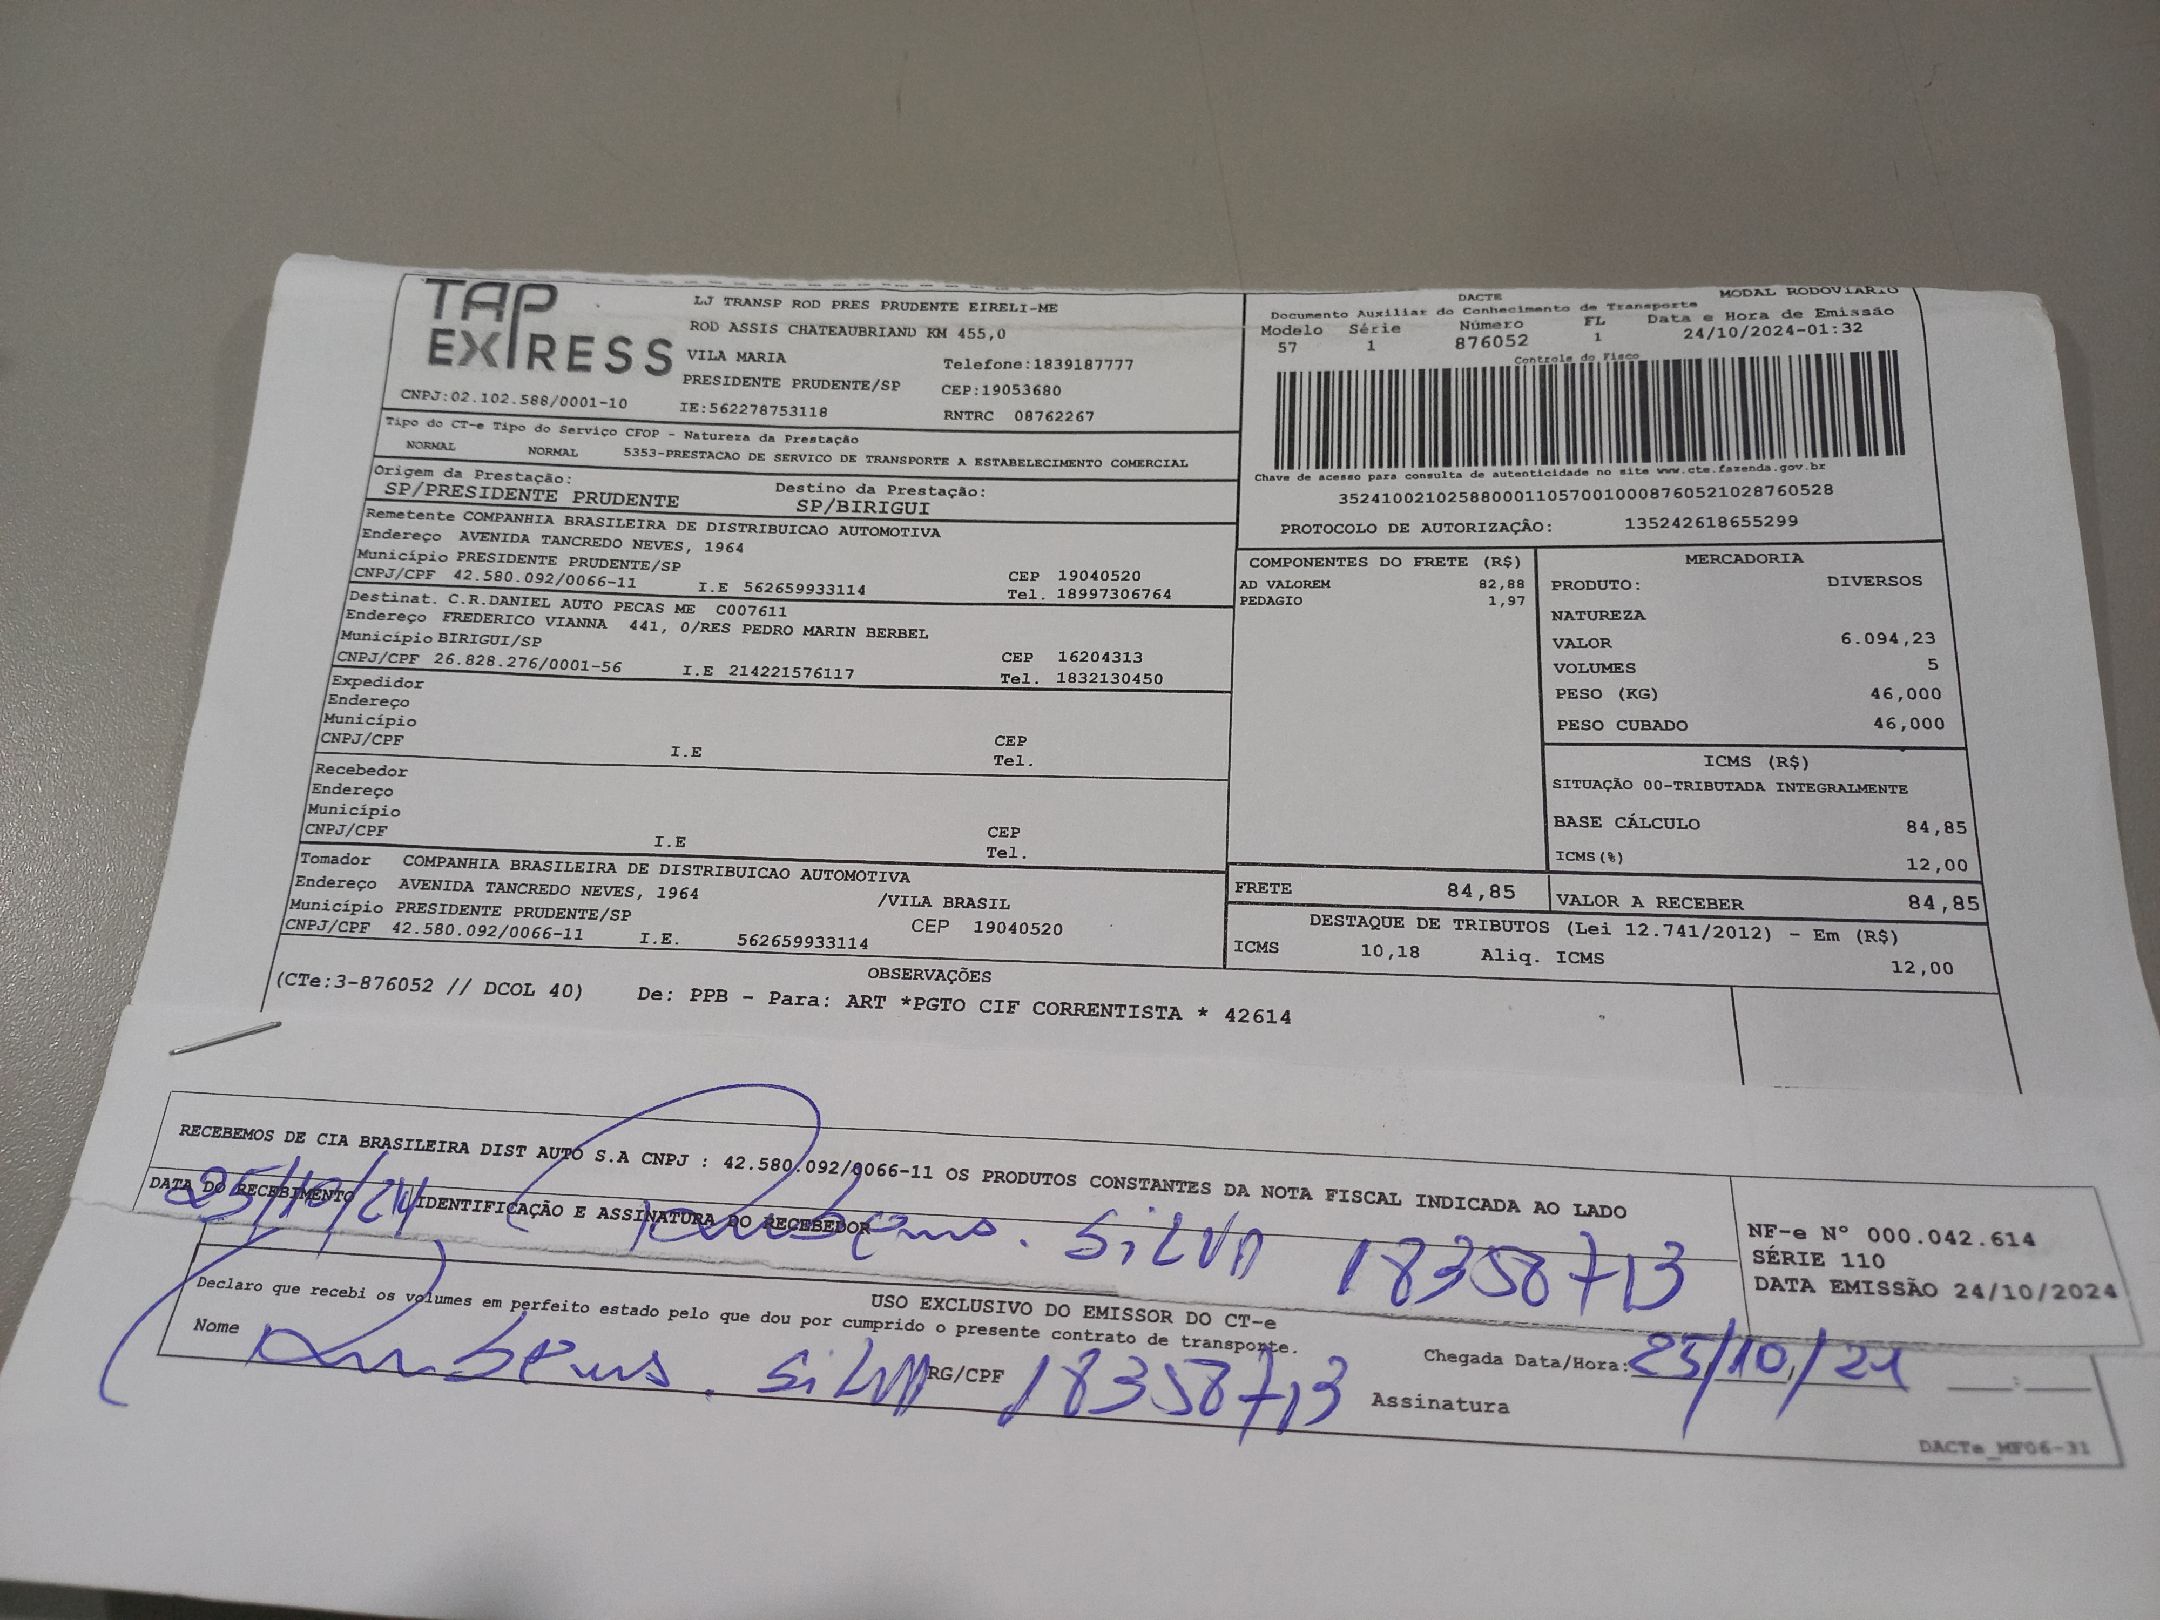 TAP
EXPRESS
CNPJ:02.102.588/0001-10
LJ TRANSP ROD PRES PRUDENTE EIRELI-ME
ROD ASSIS CHATEAUBRIAND KM 455,0
VILA MARIA Telefone:1839187777
PRESIDENTE PRUDENTE/SP CEP:19053680
IE:562278753118 RNTRC 08762267
DACTE MODAL RODOVIARIO
Documento Auxiliar do Conhecimento de Transporte
Modelo Série Número FL Data e Hora de Emissão
57 1 876052 1 24/10/2024-01:32
Controle do Fisco
Chave de acesso para consulta de autenticidade no site www.cte.fazenda.gov.br
35241002102588000110570010008760521028760528
PROTOCOLO DE AUTORIZAÇÃO: 135242618655299
Tipo do CT-e Tipo do Serviço CFOP - Natureza da Prestação
NORMAL NORMAL 5353-PRESTACAO DE SERVICO DE TRANSPORTE A ESTABELECIMENTO COMERCIAL
Origem da Prestação: Destino da Prestação:
SP/PRESIDENTE PRUDENTE SP/BIRIGUI
Remetente COMPANHIA BRASILEIRA DE DISTRIBUICAO AUTOMOTIVA
Endereço AVENIDA TANCREDO NEVES, 1964
Município PRESIDENTE PRUDENTE/SP CEP 19040520
CNPJ/CPF 42.580.092/0066-11 I.E 562659933114 Tel. 18997306764
Destinat. C.R.DANIEL AUTO PECAS ME C007611
Endereço FREDERICO VIANNA 441, 0/RES PEDRO MARIN BERBEL
Município BIRIGUI/SP CEP 16204313
CNPJ/CPF 26.828.276/0001-56 I.E 214221576117 Tel. 1832130450
Expedidor
Endereço
Município CEP
CNPJ/CPF I.E Tel.
Recebedor
Endereço
Município CEP
CNPJ/CPF I.E Tel.
Tomador COMPANHIA BRASILEIRA DE DISTRIBUICAO AUTOMOTIVA
Endereço AVENIDA TANCREDO NEVES, 1964 /VILA BRASIL
Município PRESIDENTE PRUDENTE/SP CEP 19040520
CNPJ/CPF 42.580.092/0066-11 I.E. 562659933114
COMPONENTES DO FRETE (R$)
AD VALOREM 82,88
PEDAGIO 1,97
MERCADORIA
PRODUTO: DIVERSOS
NATUREZA
VALOR 6.094,23
VOLUMES 5
PESO (KG) 46,000
PESO CUBADO 46,000
ICMS (R$)
SITUAÇÃO 00-TRIBUTADA INTEGRALMENTE
BASE CÁLCULO 84,85
ICMS(%) 12,00
FRETE 84,85 VALOR A RECEBER 84,85
DESTAQUE DE TRIBUTOS (Lei 12.741/2012) - Em (R$)
ICMS 10,18 Aliq. ICMS 12,00
OBSERVAÇÕES
(CTe:3-876052 // DCOL 40) De: PPB - Para: ART *PGTO CIF CORRENTISTA * 42614
RECEBEMOS DE CIA BRASILEIRA DIST AUTO S.A CNPJ : 42.580.092/0066-11 OS PRODUTOS CONSTANTES DA NOTA FISCAL INDICADA AO LADO
DATA DO RECEBIMENTO IDENTIFICAÇÃO E ASSINATURA DO RECEBEDOR
25/10/24 Rubens. Silva 18358713
NF-e N° 000.042.614
SÉRIE 110
DATA EMISSÃO 24/10/2024
USO EXCLUSIVO DO EMISSOR DO CT-e
Declaro que recebi os volumes em perfeito estado pelo que dou por cumprido o presente contrato de transporte.
Nome Rubens. Silva RG/CPF 18358713
Chegada Data/Hora: 25/10/24
Assinatura
DACTe_MF06-31